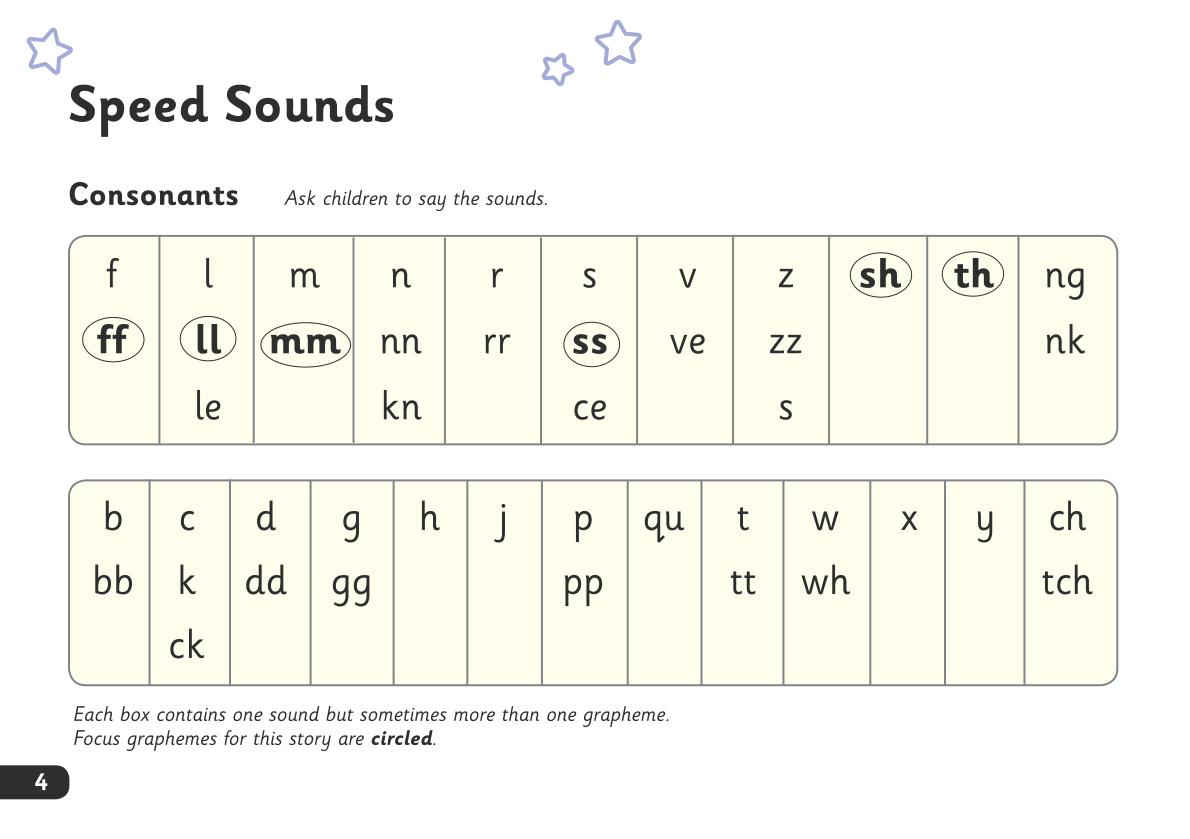 Speed Sounds
Consonants Ask children to say the sounds.
f l m n r s v z sh th ng
ff ll mm nn rr ss ve zz nk
le kn ce s
b c d g h j p qu t w x y ch
bb k dd gg pp tt wh tch
ck
Each box contains one sound but sometimes more than one grapheme.
Focus graphemes for this story are circled.
4